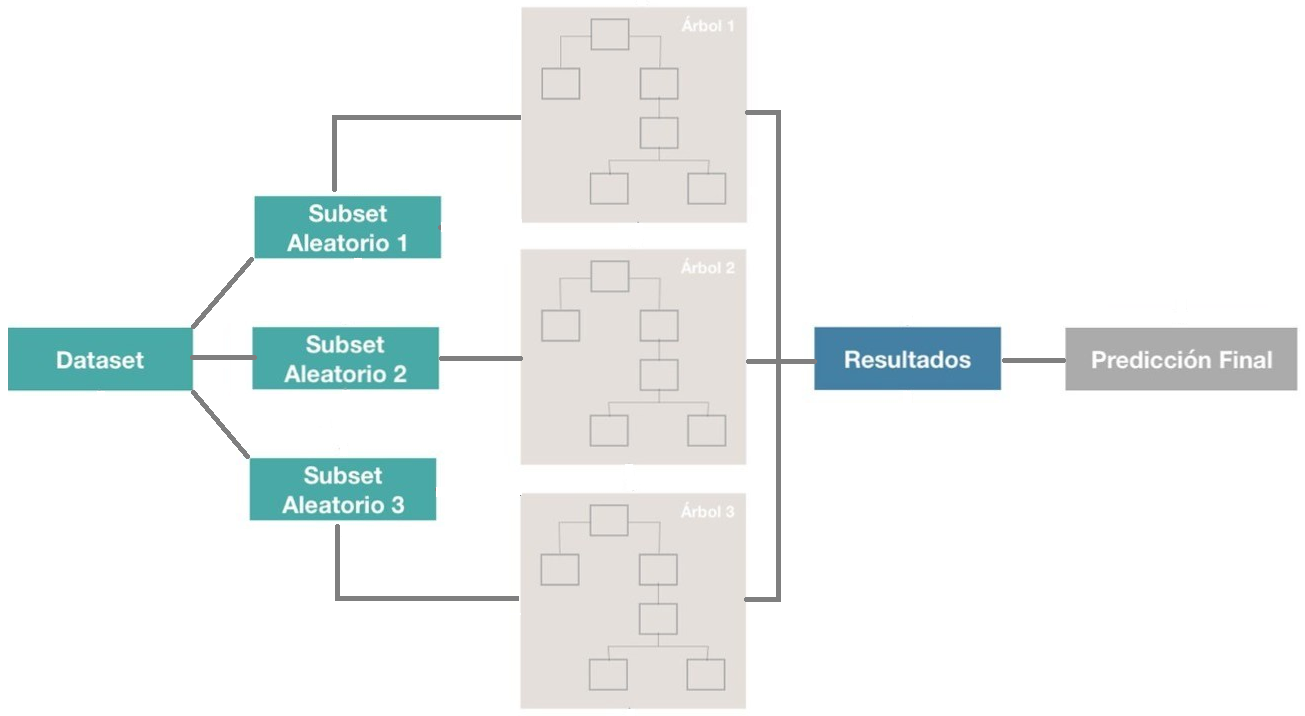 Árbol 1
Subset
Aleatorio 1
Árbol 2
Dataset
Subset
Aleatorio 2
Resultados
Predicción Final
Subset
Aleatorio 3
Árbol 3